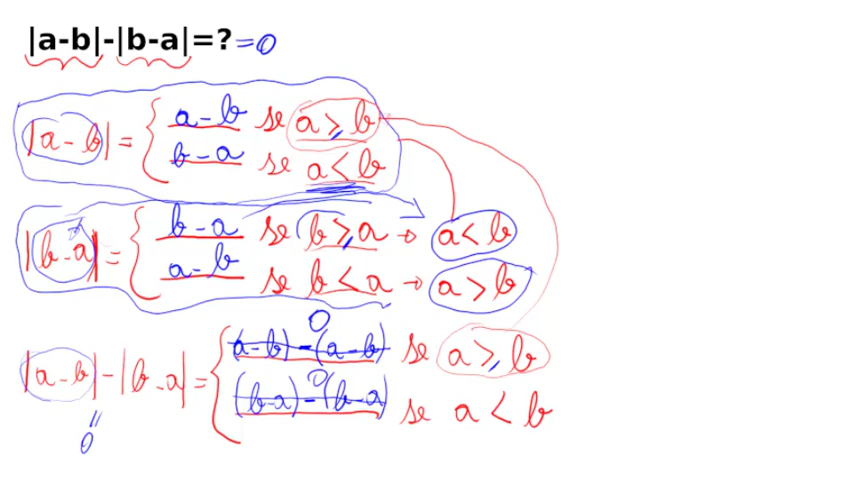 |a-b|-|b-a|=? =0
|a-b| = { a-b se a≥b
b-a se a<b
|b-a| = { b-a se b≥a → a<b
a-b se b<a → a>b
0
|a-b|-|b-a| = { (a-b)-(a-b) se a≥b
0
(b-a)-(b-a) se a<b
"
0